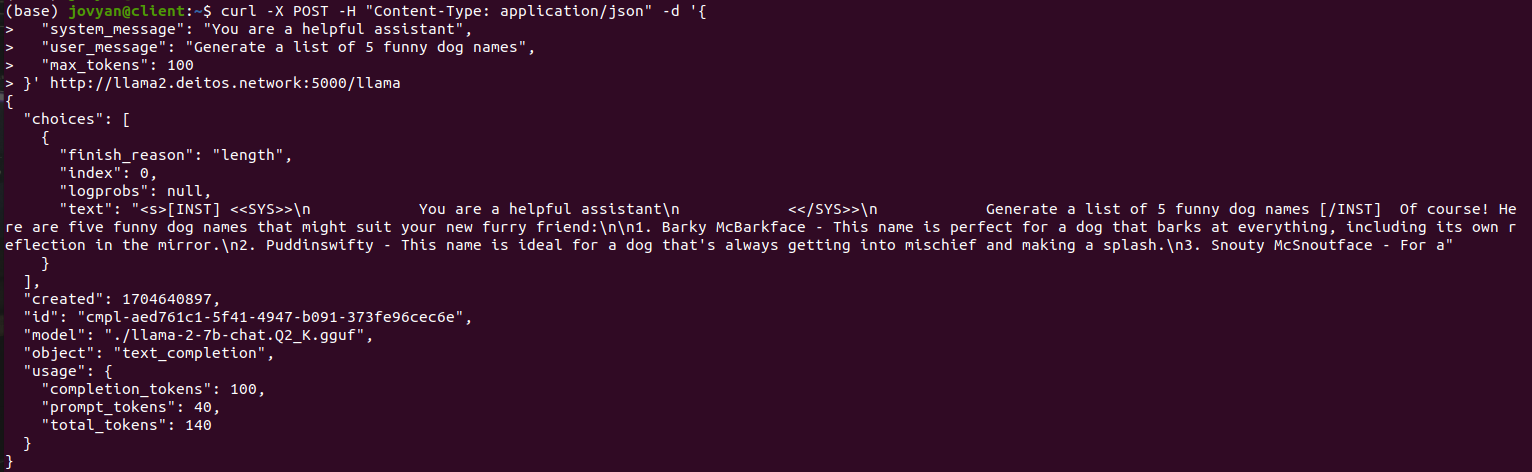 (base) jovyan@client:~$ curl -X POST -H "Content-Type: application/json" -d '{
>   "system_message": "You are a helpful assistant",
>   "user_message": "Generate a list of 5 funny dog names",
>   "max_tokens": 100
> }' http://llama2.deitos.network:5000/llama
{
  "choices": [
    {
      "finish_reason": "length",
      "index": 0,
      "logprobs": null,
      "text": "<s>[INST] <<SYS>>\n            You are a helpful assistant\n            <</SYS>>\n            Generate a list of 5 funny dog names [/INST]  Of course! He
re are five funny dog names that might suit your new furry friend:\n\n1. Barky McBarkface - This name is perfect for a dog that barks at everything, including its own r
eflection in the mirror.\n2. Puddinswifty - This name is ideal for a dog that's always getting into mischief and making a splash.\n3. Snouty McSnoutface - For a"
    }
  ],
  "created": 1704640897,
  "id": "cmpl-aed761c1-5f41-4947-b091-373fe96cec6e",
  "model": "./llama-2-7b-chat.Q2_K.gguf",
  "object": "text_completion",
  "usage": {
    "completion_tokens": 100,
    "prompt_tokens": 40,
    "total_tokens": 140
  }
}